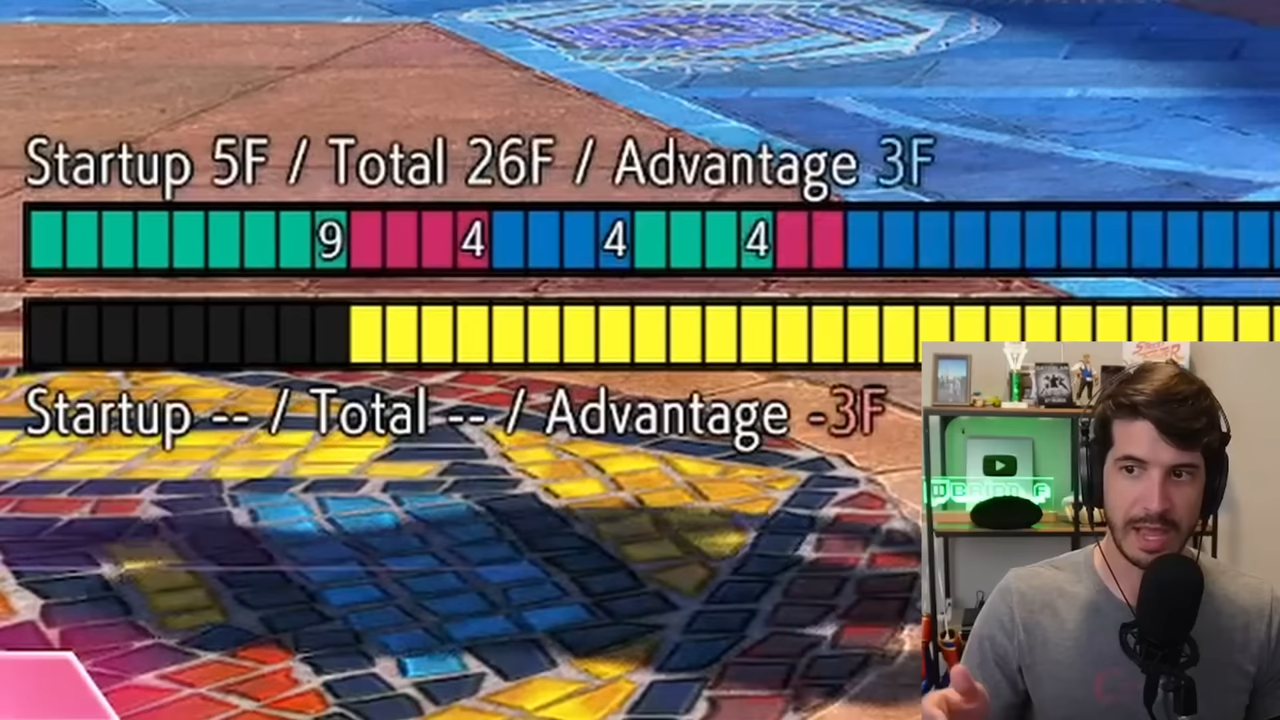 Startup 5F / Total 26F / Advantage 3F
9 4 4 4
Startup -- / Total -- / Advantage -3F